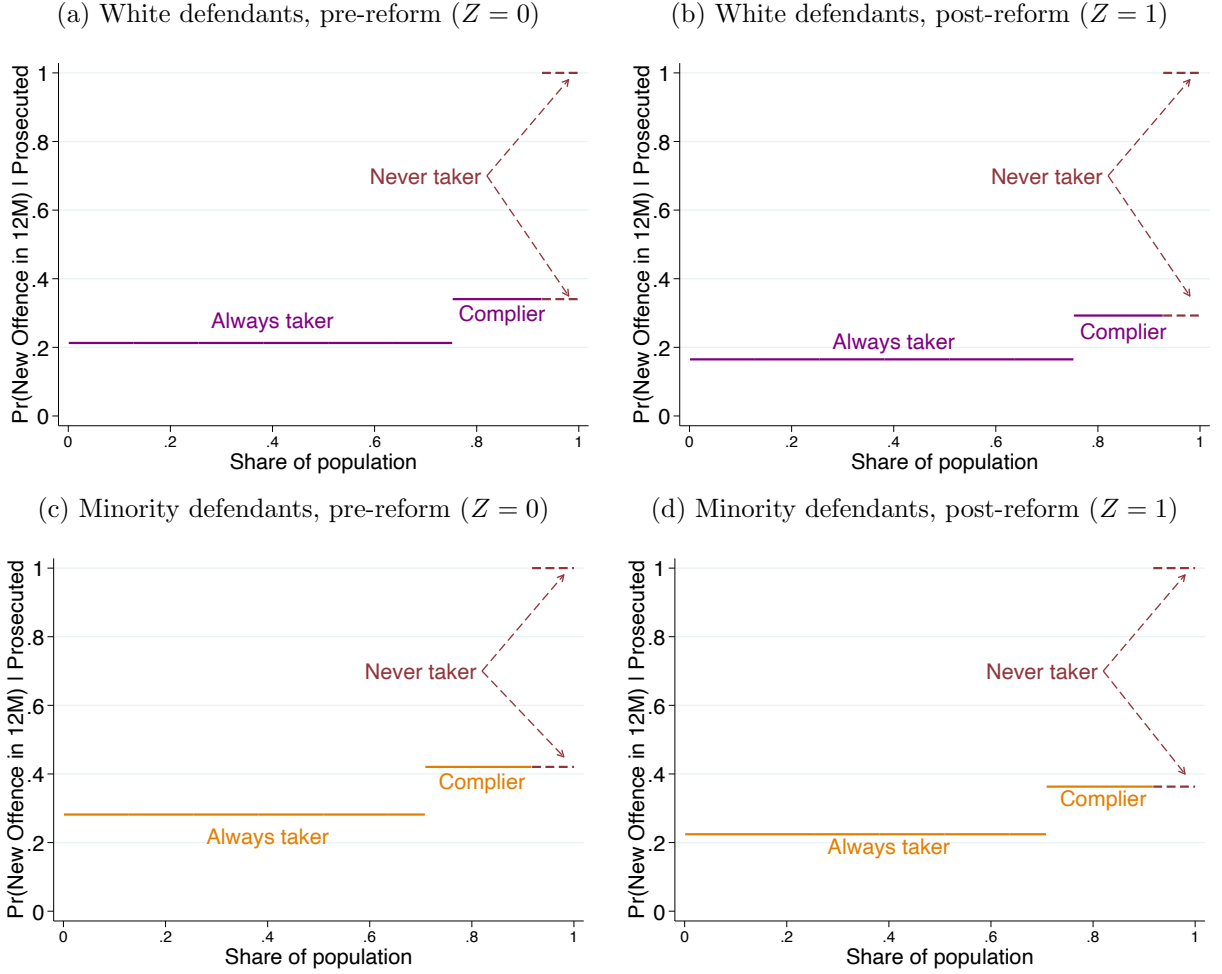 (a) White defendants, pre-reform (Z = 0)
Pr(New Offence in 12M) | Prosecuted
1
.8
.6
.4
.2
0
Never taker
Always taker
Complier
0 .2 .4 .6 .8 1
Share of population
(b) White defendants, post-reform (Z = 1)
Pr(New Offence in 12M) | Prosecuted
1
.8
.6
.4
.2
0
Never taker
Always taker
Complier
0 .2 .4 .6 .8 1
Share of population
(c) Minority defendants, pre-reform (Z = 0)
Pr(New Offence in 12M) | Prosecuted
1
.8
.6
.4
.2
0
Never taker
Complier
Always taker
0 .2 .4 .6 .8 1
Share of population
(d) Minority defendants, post-reform (Z = 1)
Pr(New Offence in 12M) | Prosecuted
1
.8
.6
.4
.2
0
Never taker
Complier
Always taker
0 .2 .4 .6 .8 1
Share of population